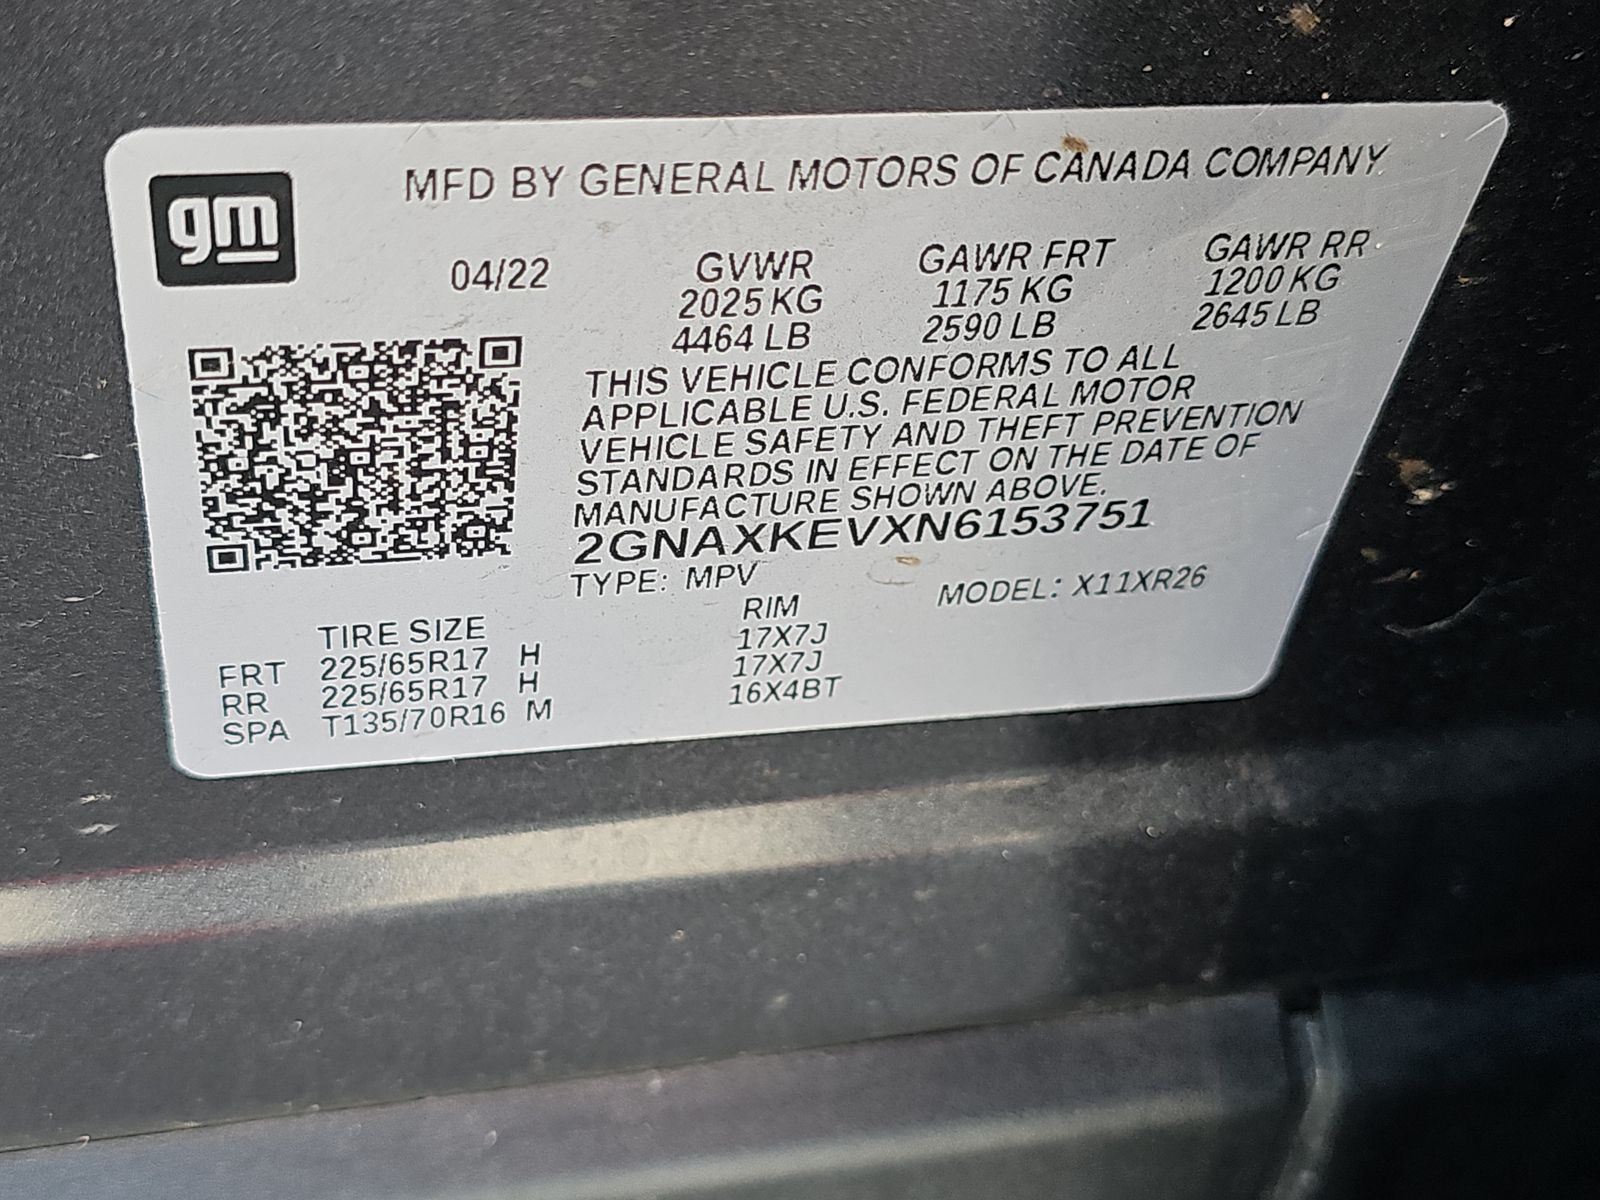 gm
MFD BY GENERAL MOTORS OF CANADA COMPANY
04/22 GVWR GAWR FRT GAWR RR
2025 KG 1175 KG 1200 KG
4464 LB 2590 LB 2645 LB
THIS VEHICLE CONFORMS TO ALL
APPLICABLE U.S. FEDERAL MOTOR
VEHICLE SAFETY AND THEFT PREVENTION
STANDARDS IN EFFECT ON THE DATE OF
MANUFACTURE SHOWN ABOVE.
2GNAXKEVXN6153751
TYPE: MPV MODEL: X11XR26
TIRE SIZE RIM
FRT 225/65R17 H 17X7J
RR 225/65R17 H 17X7J
SPA T135/70R16 M 16X4BT